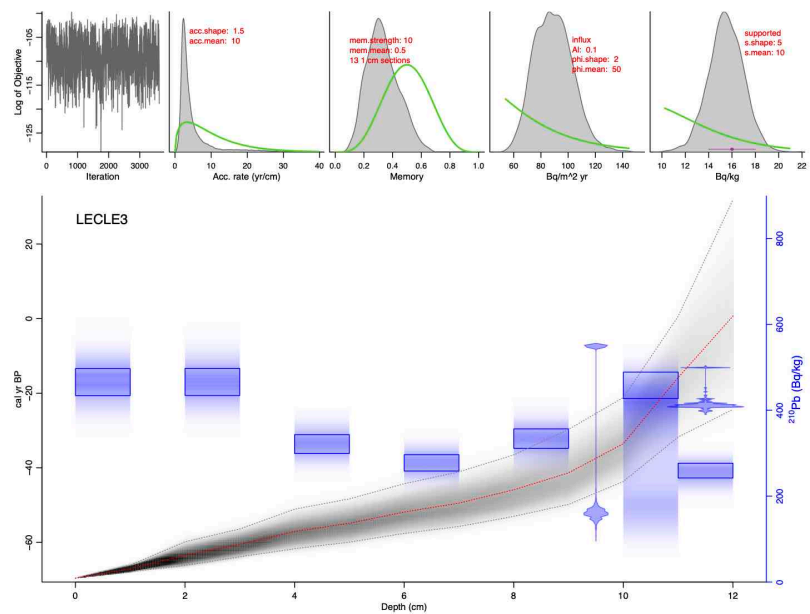 -105
-115
-125
Log of Objective
0
1000
2000
3000
Iteration
acc.shape: 1.5
acc.mean: 10
0
10
20
30
40
Acc. rate (yr/cm)
mem.strength: 10
mem.mean: 0.5
13 1 cm sections
0.0
0.2
0.4
0.6
0.8
1.0
Memory
influx
Al: 0.1
phi.shape: 2
phi.mean: 50
60
80
100
120
140
Bq/m^2 yr
supported
s.shape: 5
s.mean: 10
10
12
14
16
18
20
22
Bq/kg
LECLE3
20
0
-20
-40
-60
cal yr BP
0
2
4
6
8
10
12
Depth (cm)
800
600
400
200
0
210Pb (Bq/kg)